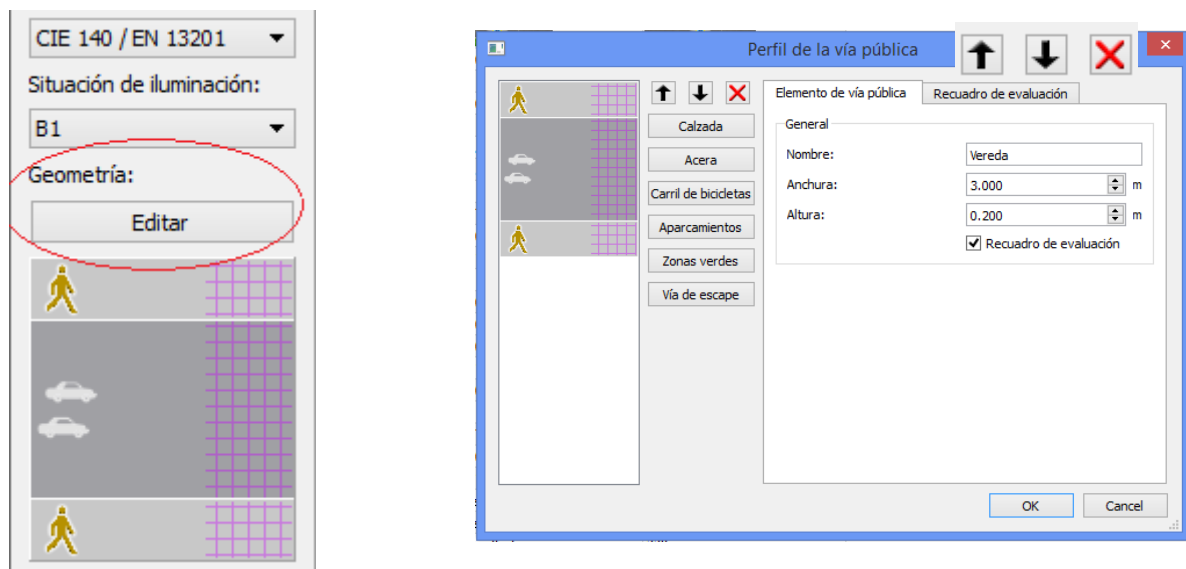 CIE 140 / EN 13201
Situación de iluminación:
B1
Geometría:
Editar
Perfil de la vía pública
Calzada
Acera
Carril de bicicletas
Aparcamientos
Zonas verdes
Vía de escape
Elemento de vía pública
Recuadro de evaluación
General
Nombre: Vereda
Anchura: 3.000 m
Altura: 0.200 m
Recuadro de evaluación
OK Cancel